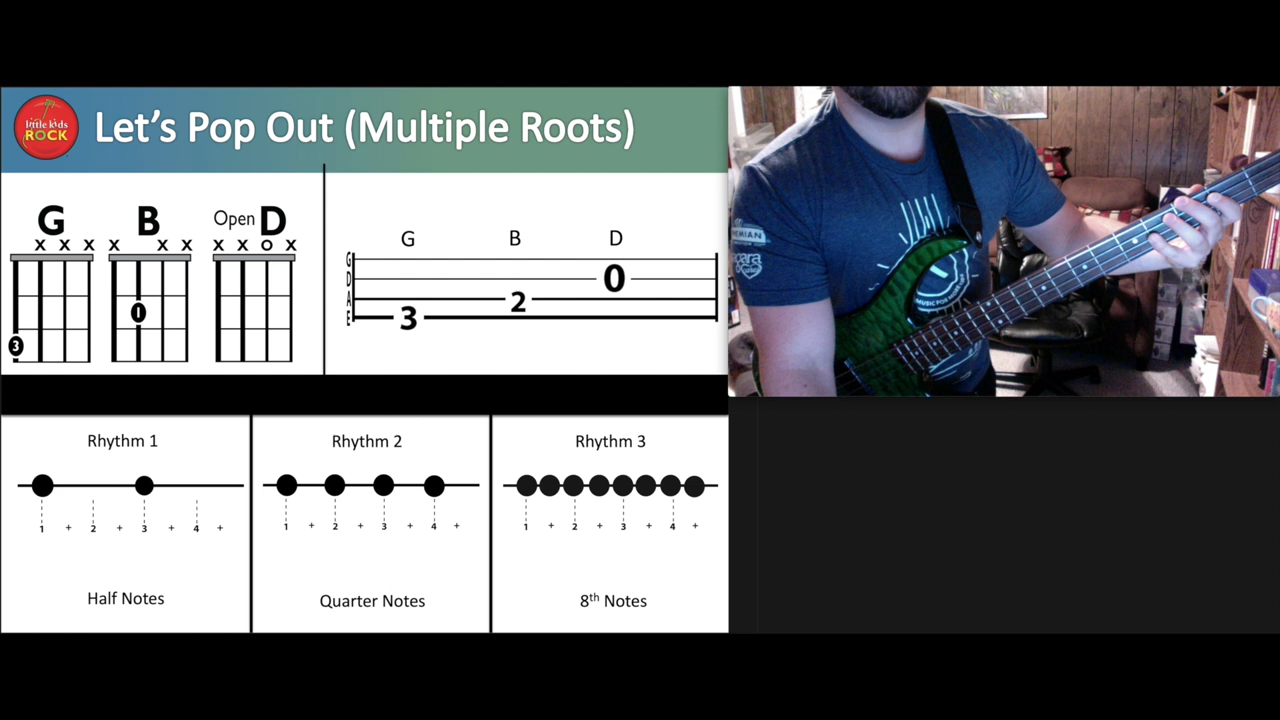 little kids
ROCK
Let's Pop Out (Multiple Roots)
G B Open D
x x x x x x x x o x
1
3
G B D
G
D 0
A 2
E 3
Rhythm 1 Rhythm 2 Rhythm 3
1 + 2 + 3 + 4 + 1 + 2 + 3 + 4 + 1 + 2 + 3 + 4 +
Half Notes Quarter Notes 8th Notes